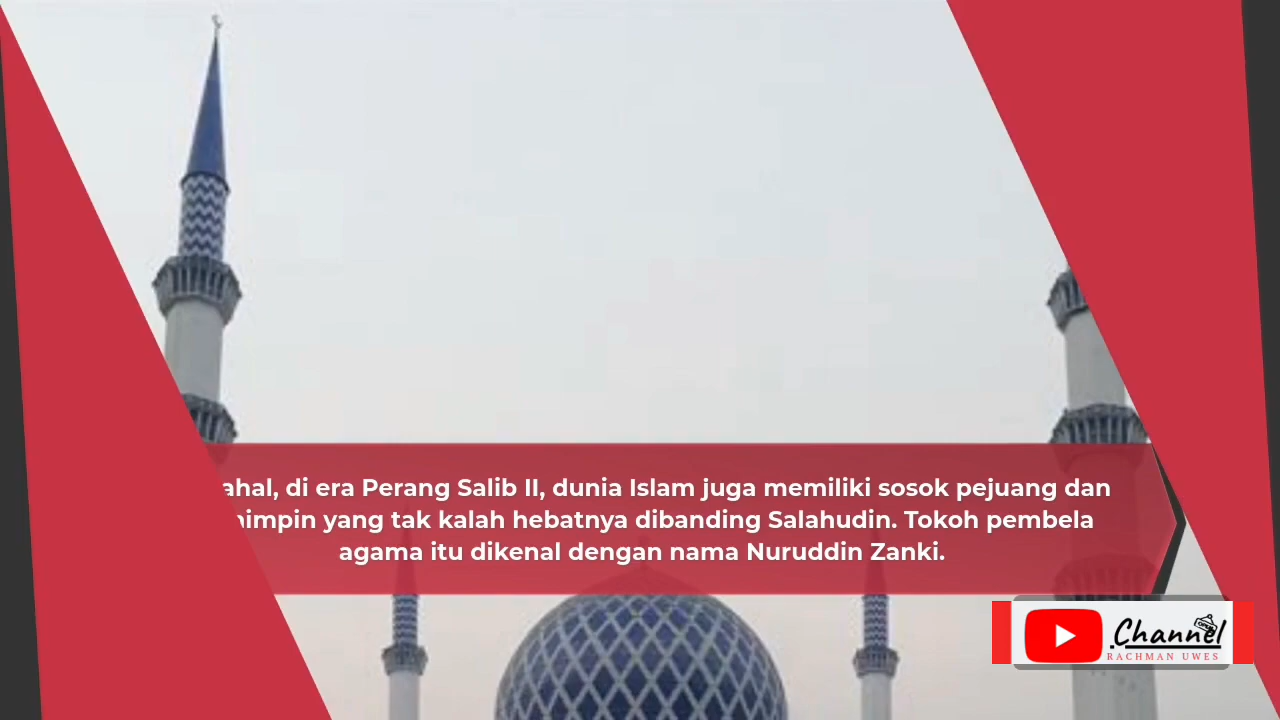 ahal, di era Perang Salib II, dunia Islam juga memiliki sosok pejuang dan
impin yang tak kalah hebatnya dibanding Salahudin. Tokoh pembela
agama itu dikenal dengan nama Nuruddin Zanki.
Channel
RACHMAN UWES